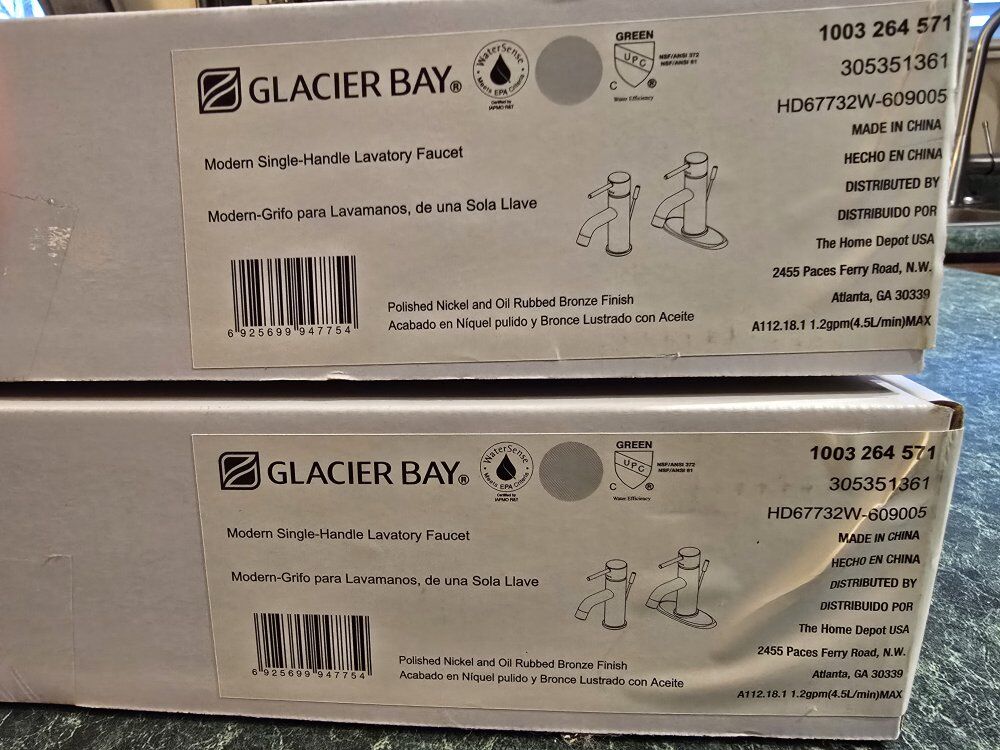 GLACIER BAY®
WaterSense
Meets EPA Criteria
Certified by
IAPMO R&T
GREEN
UPC
C ®
NSF/ANSI 372
NSF/ANSI 61
Water Efficiency
1003 264 571
305351361
HD67732W-609005
MADE IN CHINA
HECHO EN CHINA
DISTRIBUTED BY
DISTRIBUIDO POR
The Home Depot USA
2455 Paces Ferry Road, N.W.
Atlanta, GA 30339
A112.18.1 1.2gpm(4.5L/min)MAX
Modern Single-Handle Lavatory Faucet
Modern-Grifo para Lavamanos, de una Sola Llave
6 925699 947754
Polished Nickel and Oil Rubbed Bronze Finish
Acabado en Níquel pulido y Bronce Lustrado con Aceite
GLACIER BAY®
WaterSense
Meets EPA Criteria
Certified by
IAPMO R&T
GREEN
UPC
C ®
NSF/ANSI 372
NSF/ANSI 61
Water Efficiency
1003 264 571
305351361
HD67732W-609005
MADE IN CHINA
HECHO EN CHINA
DISTRIBUTED BY
DISTRIBUIDO POR
The Home Depot USA
2455 Paces Ferry Road, N.W.
Atlanta, GA 30339
A112.18.1 1.2gpm(4.5L/min)MAX
Modern Single-Handle Lavatory Faucet
Modern-Grifo para Lavamanos, de una Sola Llave
6 925699 947754
Polished Nickel and Oil Rubbed Bronze Finish
Acabado en Níquel pulido y Bronce Lustrado con Aceite